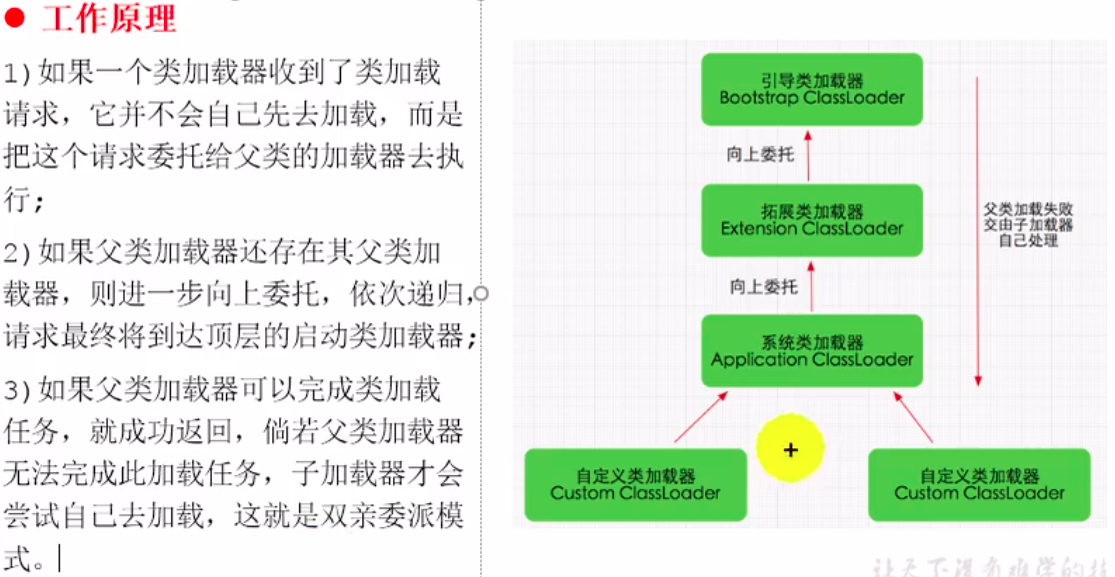 ● 工作原理
1)如果一个类加载器收到了类加载
请求，它并不会自己先去加载，而是
把这个请求委托给父类的加载器去执
行；
2)如果父类加载器还存在其父类加
载器，则进一步向上委托，依次递归，
请求最终将到达顶层的启动类加载器；
3)如果父类加载器可以完成类加载
任务，就成功返回，倘若父类加载器
无法完成此加载任务，子加载器才会
尝试自己去加载，这就是双亲委派模
式。
引导类加载器
Bootstrap ClassLoader
向上委托
拓展类加载器
Extension ClassLoader
父类加载失败
交由子加载器
自己处理
向上委托
系统类加载器
Application ClassLoader
自定义类加载器
Custom ClassLoader
自定义类加载器
Custom ClassLoader